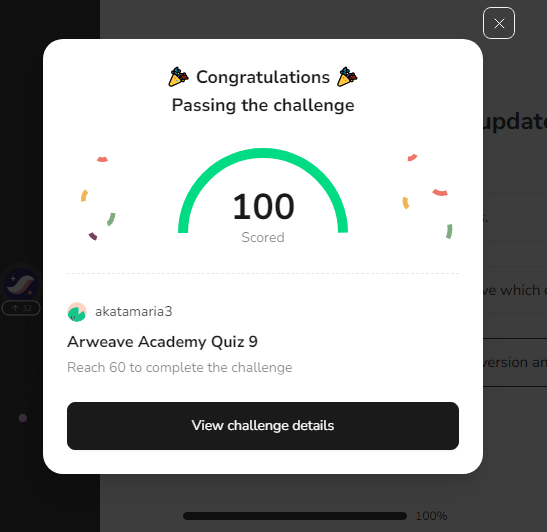 Congratulations
Passing the challenge
update
100
Scored
s.
ve which o
32
akatamaria3
Arweave Academy Quiz 9
version an
Reach 60 to complete the challenge
View challenge details
100%